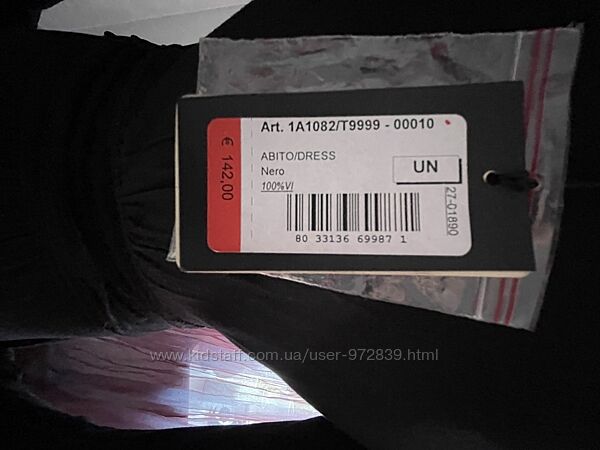 Art. 1A1082/T9999 - 00010
€ 142,00
ABITO/DRESS
Nero
100%VI
UN
27-01890
80 33136 69987 1
www.kidstaff.com.ua/user-972839.html